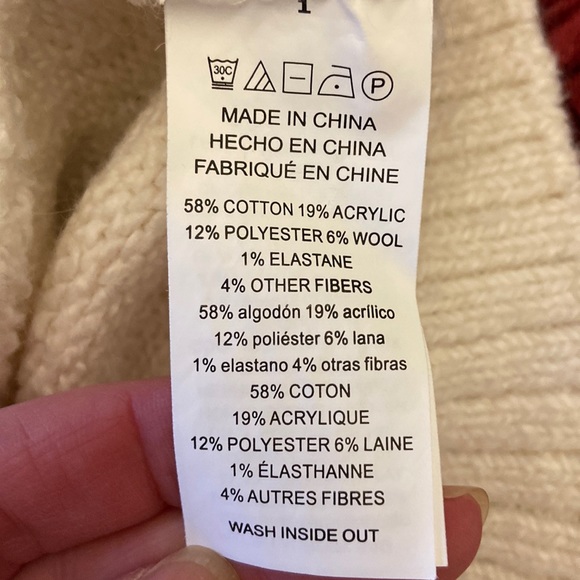 1
30C
P
MADE IN CHINA
HECHO EN CHINA
FABRIQUÉ EN CHINE
58% COTTON 19% ACRYLIC
12% POLYESTER 6% WOOL
1% ELASTANE
4% OTHER FIBERS
58% algodón 19% acrílico
12% poliéster 6% lana
1% elastano 4% otras fibras
58% COTON
19% ACRYLIQUE
12% POLYESTER 6% LAINE
1% ÉLASTHANNE
4% AUTRES FIBRES
WASH INSIDE OUT